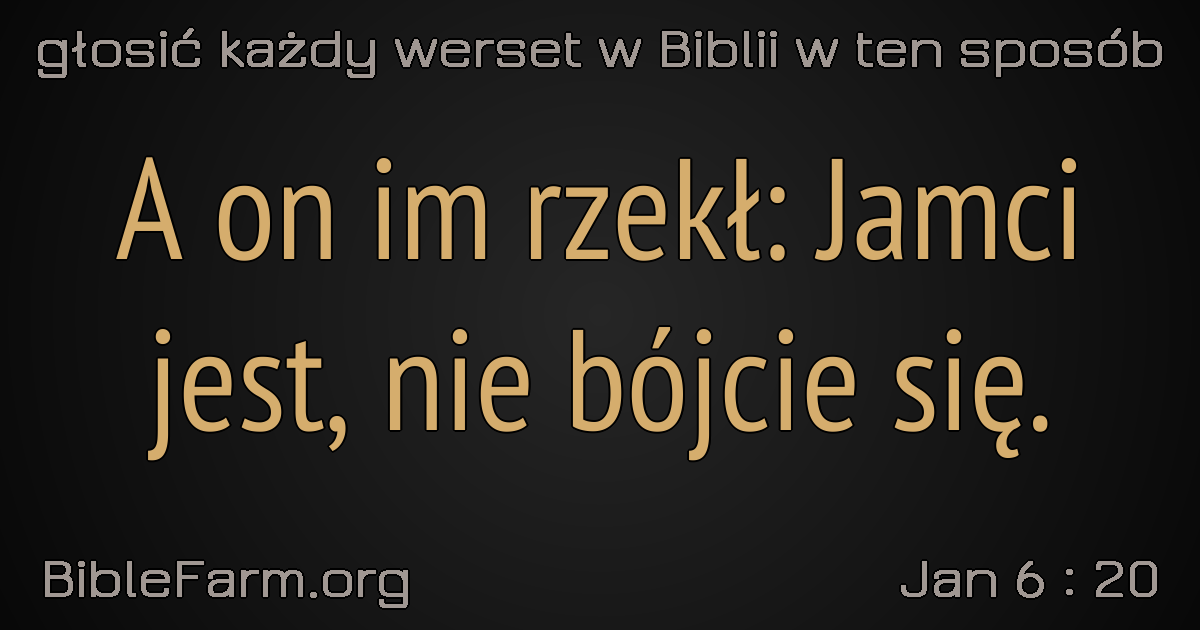 głosić każdy werset w Biblii w ten sposób
A on im rzekł: Jamci
jest, nie bójcie się.
BibleFarm.org
Jan 6 : 20